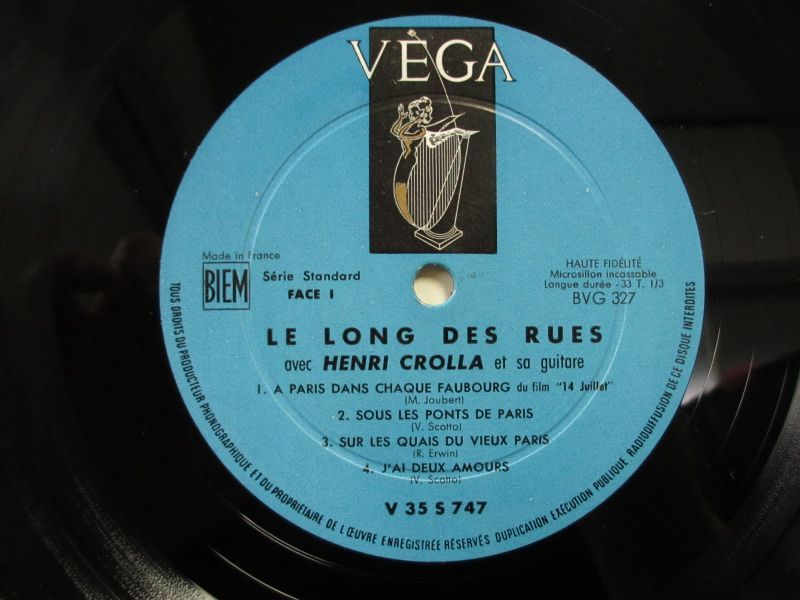 VÈGA
Made in France
BIEM
Série Standard
FACE 1
HAUTE FIDÉLITÉ
Microsillon incassable
Longue durée - 33 T. 1/3
BVG 327
LE LONG DES RUES
avec HENRI CROLLA et sa guitare
1. A PARIS DANS CHAQUE FAUBOURG du film "14 Juillet"
(M. Jaubert)
2. SOUS LES PONTS DE PARIS
(V. Scotto)
3. SUR LES QUAIS DU VIEUX PARIS
(R. Erwin)
4. J'AI DEUX AMOURS
(V. Scotto)
V 35 S 747
TOUS DROITS DU PRODUCTEUR PHONOGRAPHIQUE ET DU PROPRIÉTAIRE DE L'ŒUVRE ENREGISTRÉE RÉSERVÉS DUPLICATION EXÉCUTION PUBLIQUE RADIODIFFUSION DE CE DISQUE INTERDITES